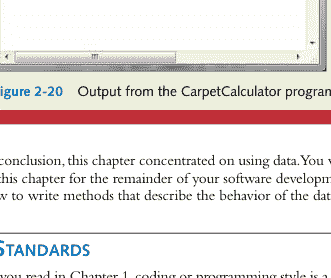 igure 2-20 Output from the CarpetCalculator program
conclusion, this chapter concentrated on using data. You
this chapter for the remainder of your software developm
w to write methods that describe the behavior of the dat
STANDARDS
you read in Chapter 1, coding or programming style is a